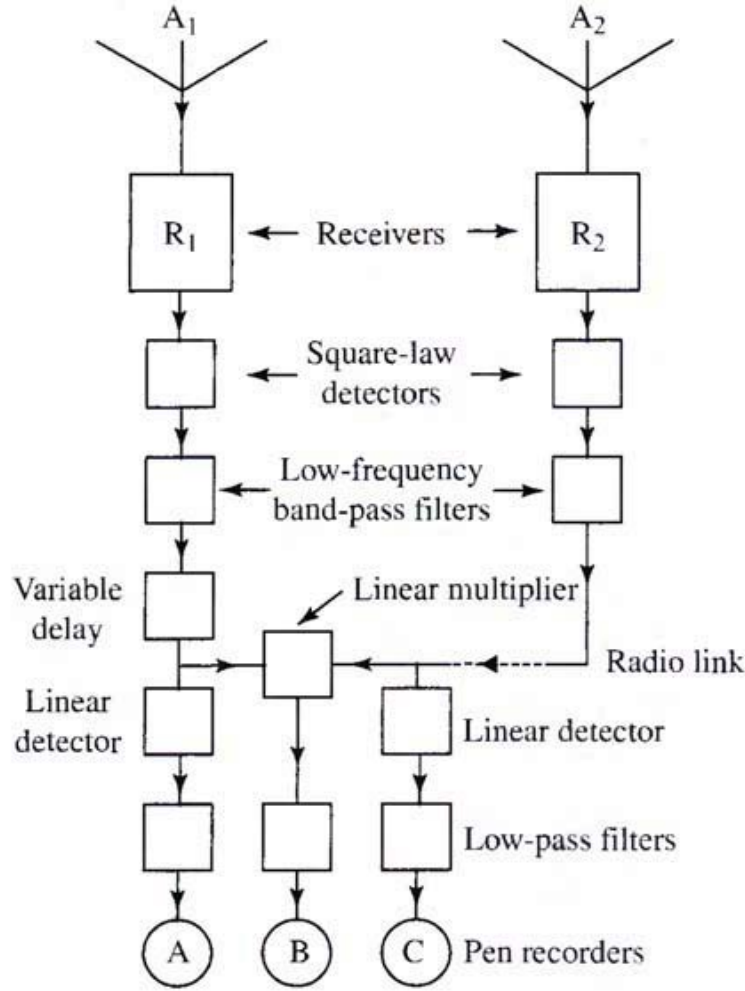 A₁
A₂
R₁
Receivers
R₂
Square-law
detectors
Low-frequency
band-pass filters
Variable
delay
Linear multiplier
Radio link
Linear
detector
Linear detector
Low-pass filters
A
B
C
Pen recorders